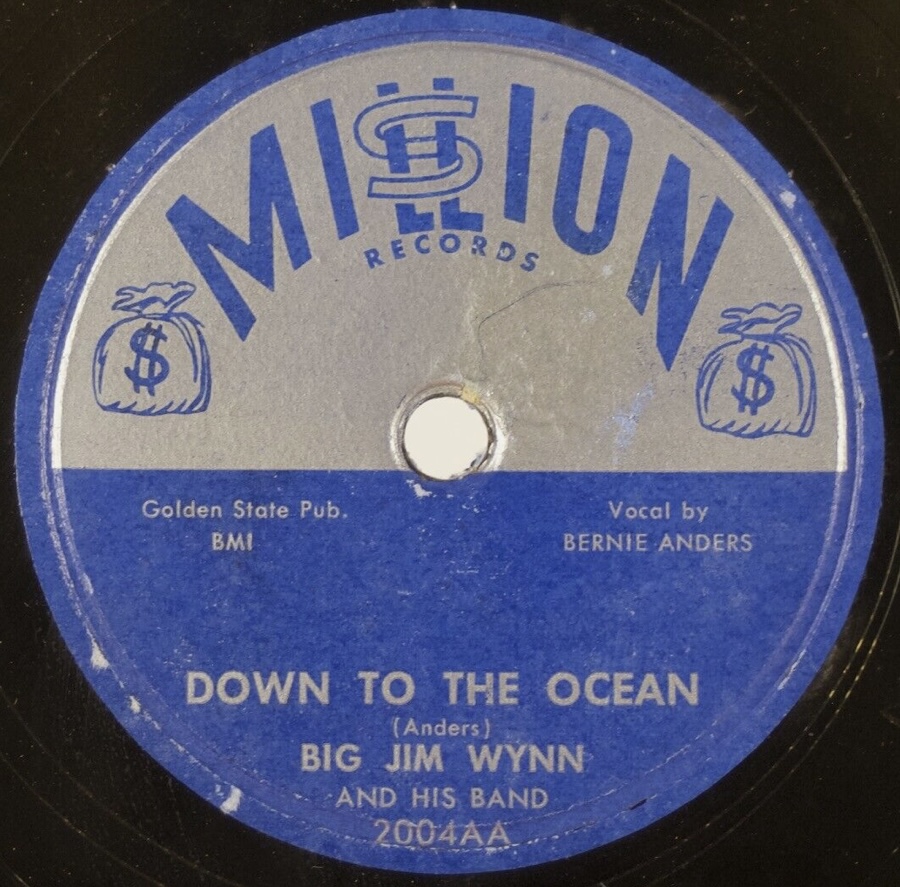 MILLION
$
RECORDS
$ $
Golden State Pub.
BMI
Vocal by
BERNIE ANDERS
DOWN TO THE OCEAN
(Anders)
BIG JIM WYNN
AND HIS BAND
2004AA